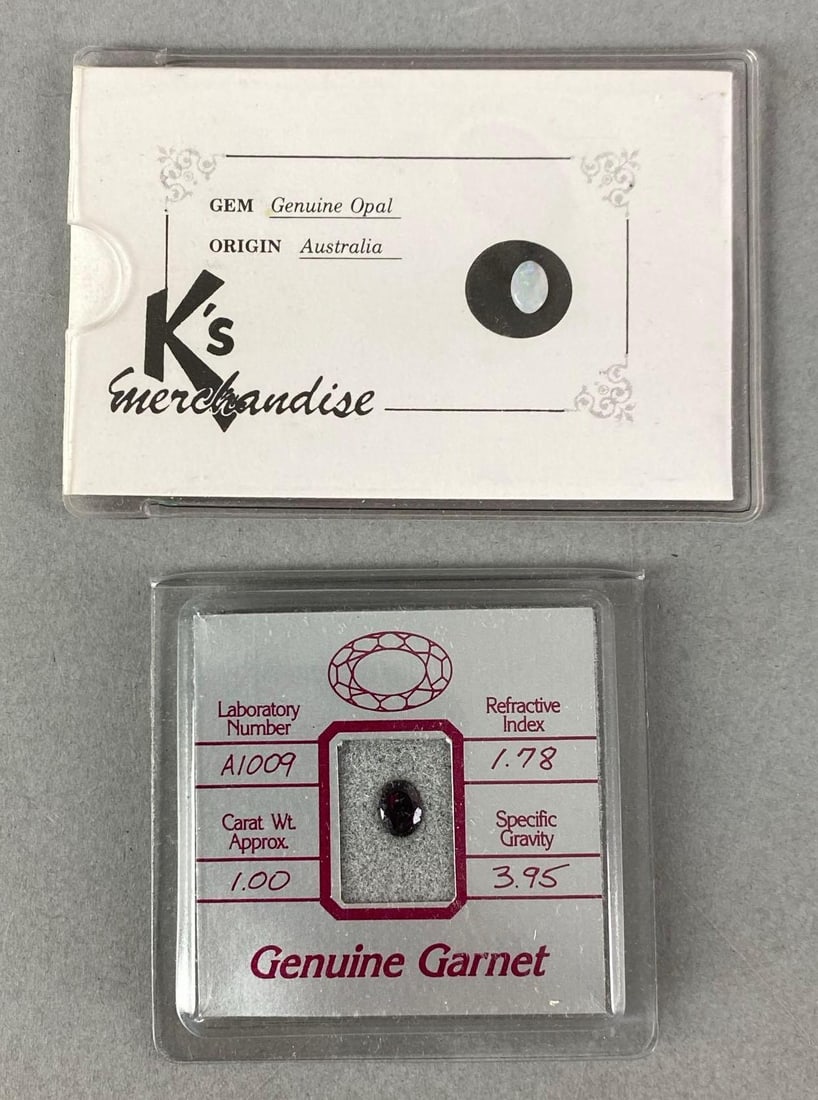 GEM Genuine Opal
ORIGIN Australia
K's
merchandise
Laboratory
Number
A1009
Refractive
Index
1.78
Carat Wt.
Approx.
1.00
Specific
Gravity
3.95
Genuine Garnet